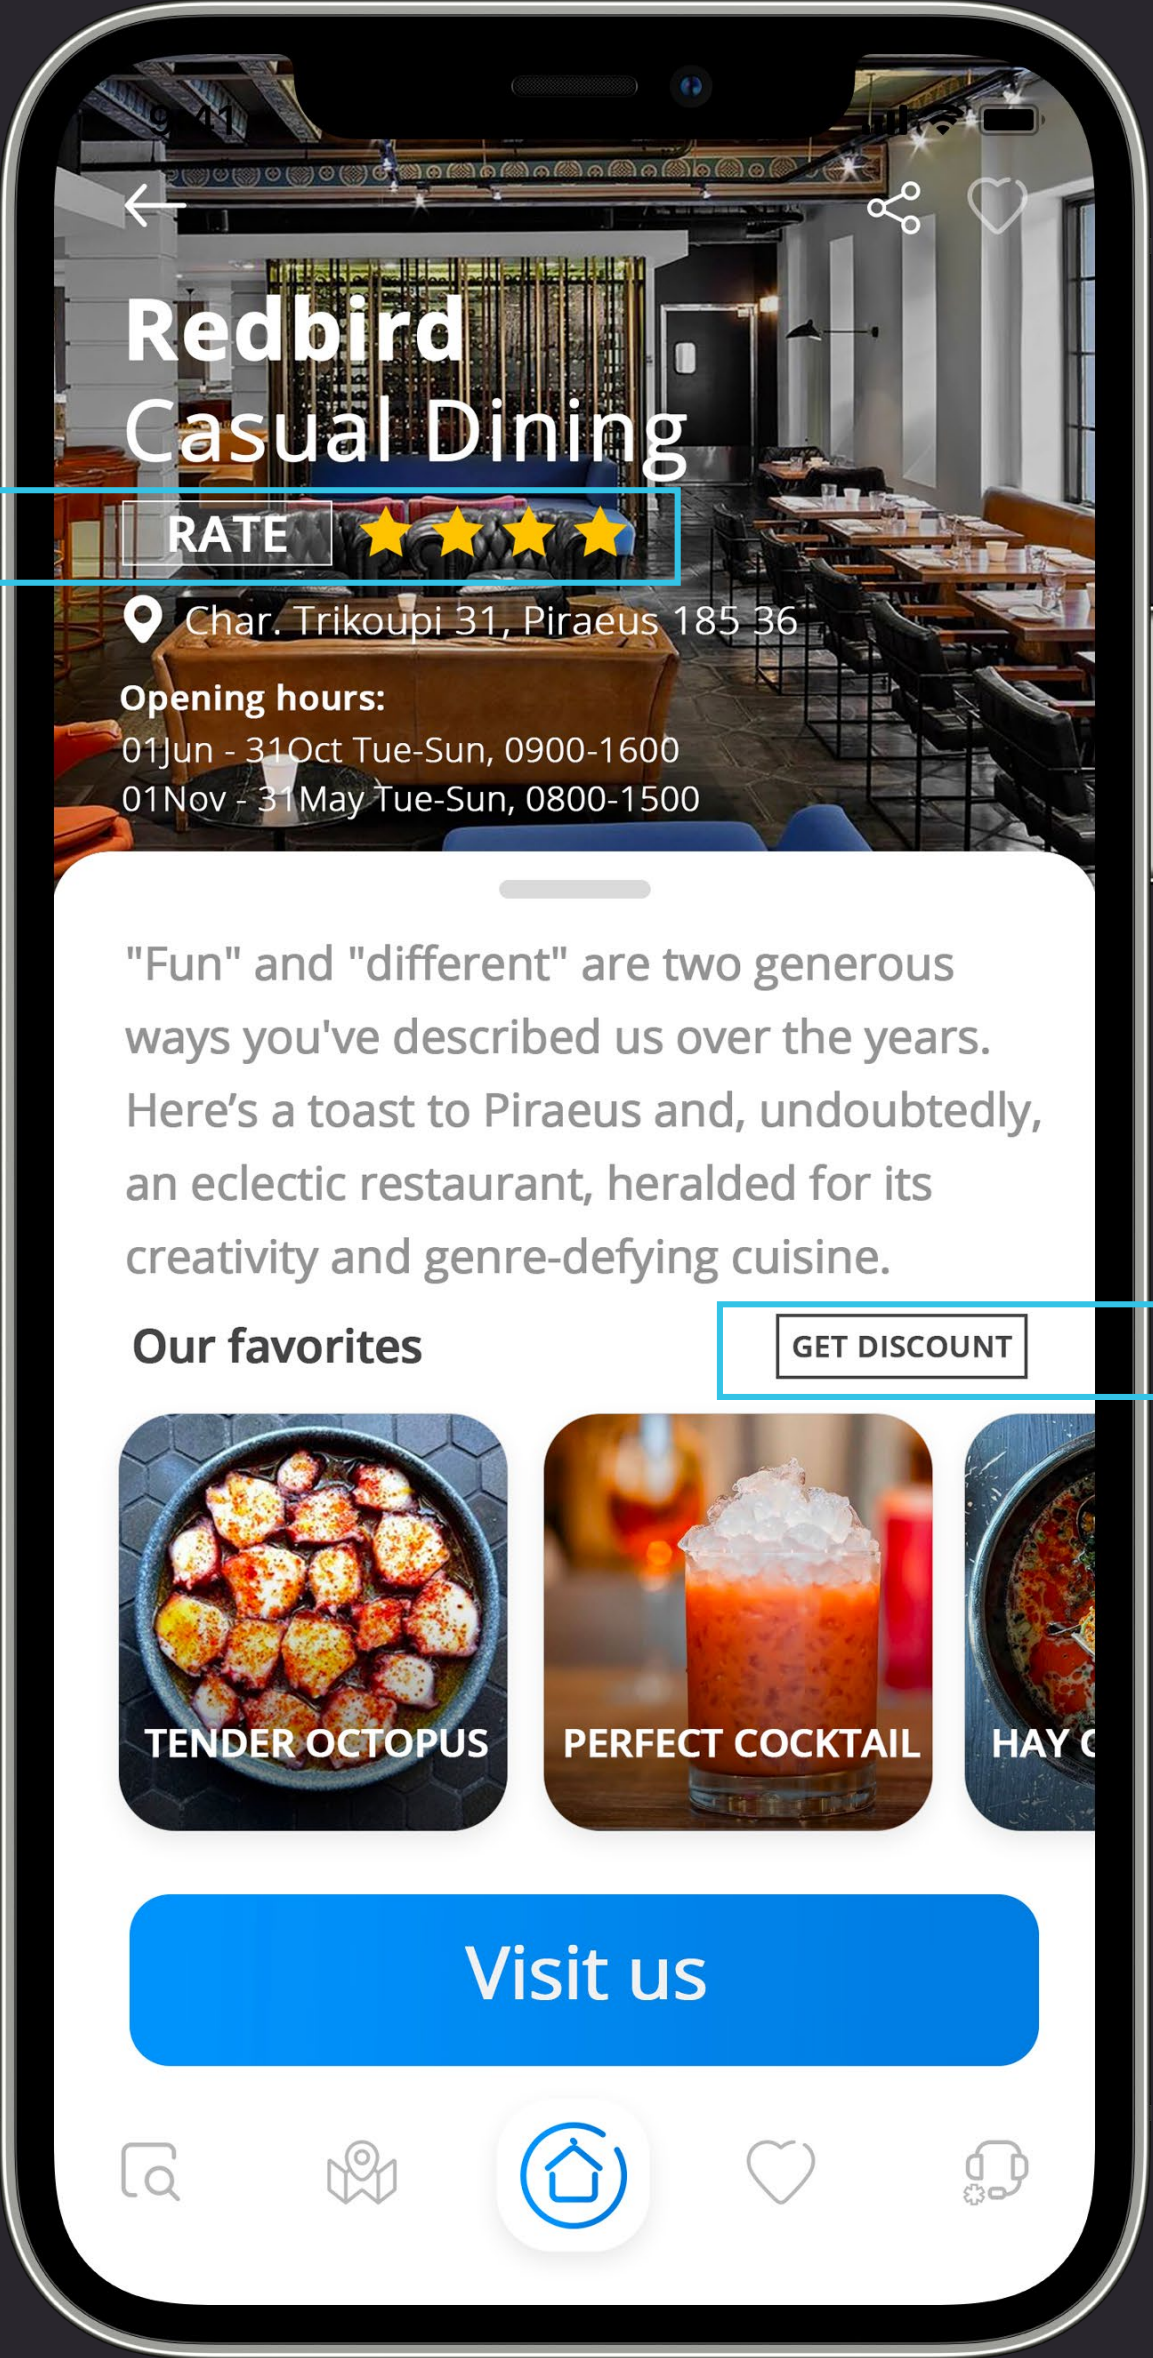 9:41
Redbird
Casual Dining
RATE
Char. Trikoupi 31, Piraeus 185 36
Opening hours:
01Jun - 31Oct Tue-Sun, 0900-1600
01Nov - 31May Tue-Sun, 0800-1500
"Fun" and "different" are two generous
ways you've described us over the years.
Here’s a toast to Piraeus and, undoubtedly,
an eclectic restaurant, heralded for its
creativity and genre-defying cuisine.
Our favorites
GET DISCOUNT
TENDER OCTOPUS
PERFECT COCKTAIL
HAY